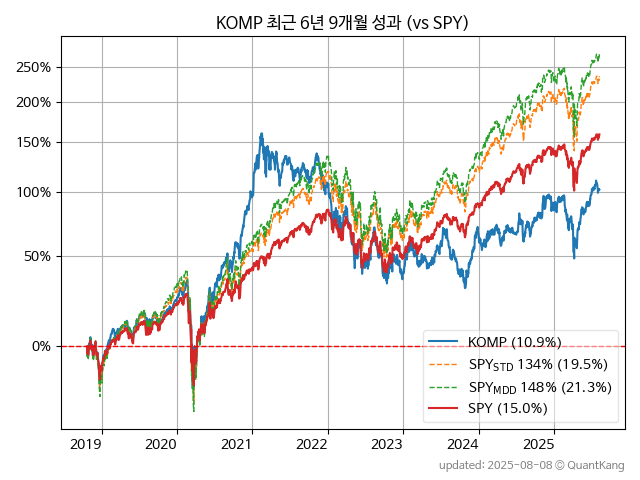 KOMP 최근 6년 9개월 성과 (vs SPY)
250%
200%
150%
100%
50%
0%
KOMP (10.9%)
SPY_STD 134% (19.5%)
SPY_MDD 148% (21.3%)
SPY (15.0%)
2019 2020 2021 2022 2023 2024 2025
updated: 2025-08-08 © QuantKang